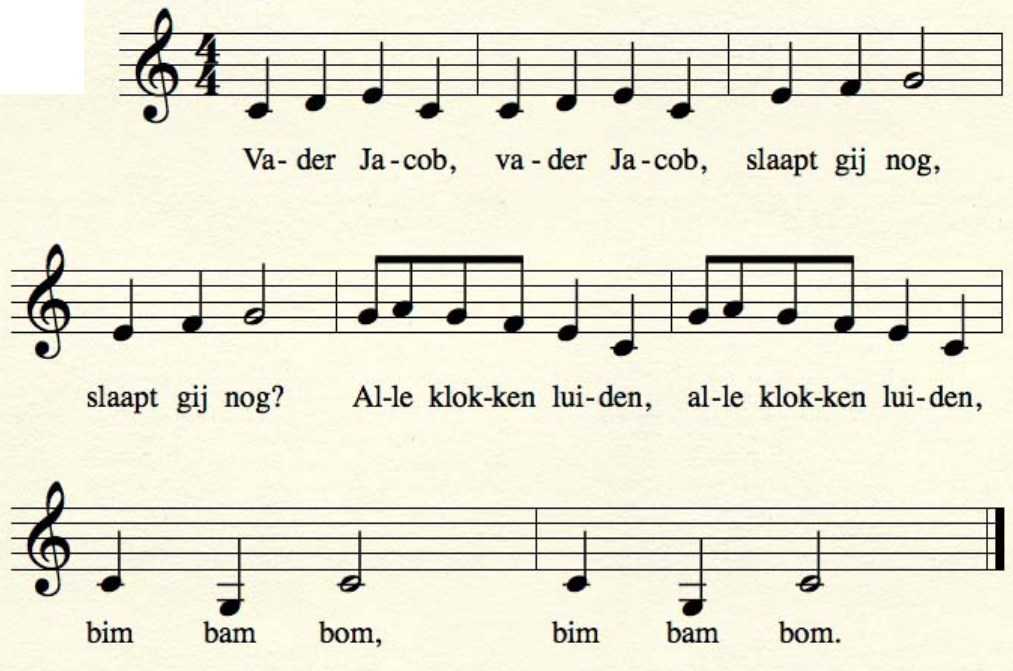 4
4
Va- der Ja-cob, va - der Ja-cob, slaapt gij nog,
slaapt gij nog? Al-le klok-ken lui-den, al-le klok-ken lui-den,
bim bam bom, bim bam bom.